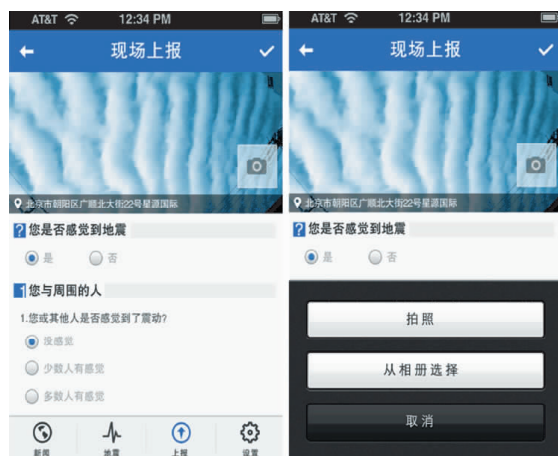 AT&T 12:34 PM
现场上报
北京市朝阳区广顺北大街22号星源国际
? 您是否感觉到地震
是 否
1 您与周围的人
1.您或其他人是否感觉到了震动?
没感觉
少数人有感觉
多数人有感觉
新闻 地震 上报 设置
AT&T 12:34 PM
现场上报
北京市朝阳区广顺北大街22号星源国际
? 您是否感觉到地震
是 否
拍照
从相册选择
取消